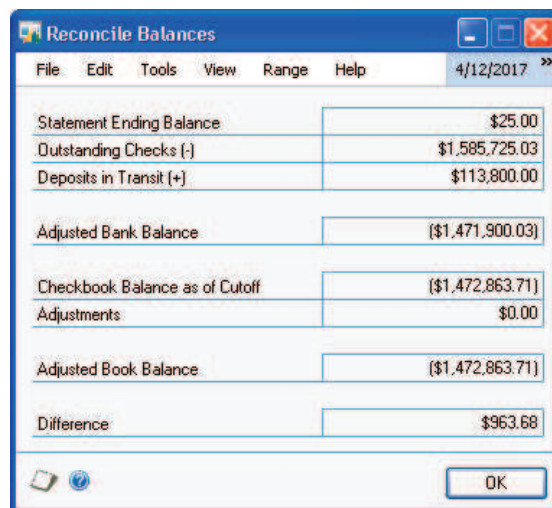 Reconcile Balances
File Edit Tools View Range Help 4/12/2017 »
Statement Ending Balance $25.00
Outstanding Checks (-) $1,585,725.03
Deposits in Transit (+) $113,800.00
Adjusted Bank Balance ($1,471,900.03)
Checkbook Balance as of Cutoff ($1,472,863.71)
Adjustments $0.00
Adjusted Book Balance ($1,472,863.71)
Difference $963.68
OK